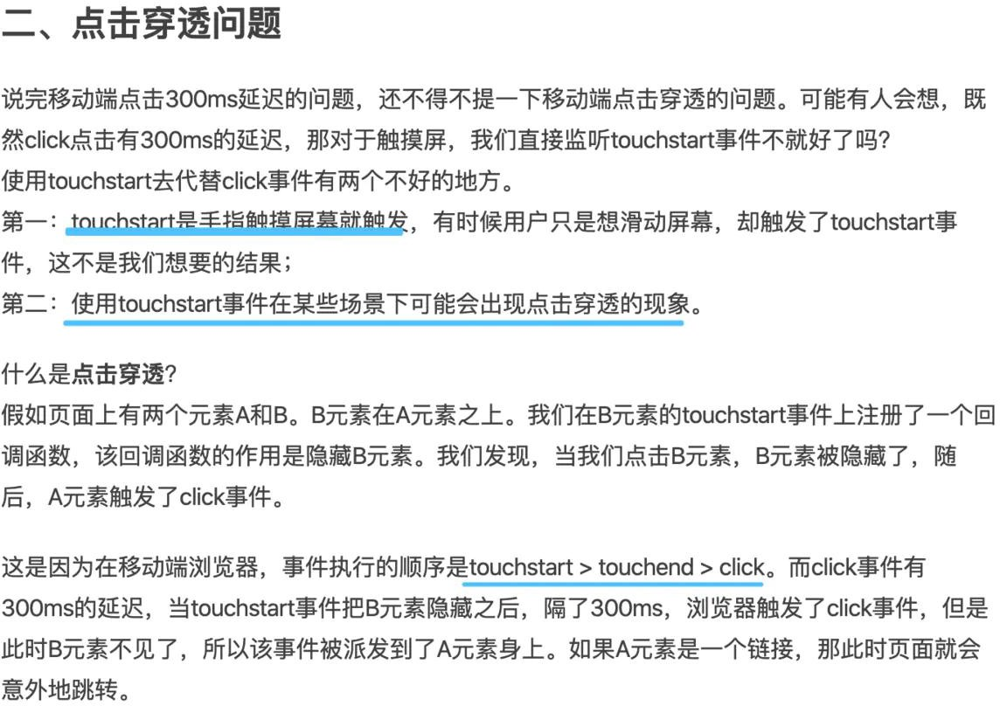 二、点击穿透问题
说完移动端点击300ms延迟的问题，还不得不提一下移动端点击穿透的问题。可能有人会想，既
然click点击有300ms的延迟，那对于触摸屏，我们直接监听touchstart事件不就好了吗？
使用touchstart去代替click事件有两个不好的地方。
第一：touchstart是手指触摸屏幕就触发，有时候用户只是想滑动屏幕，却触发了touchstart事
件，这不是我们想要的结果；
第二：使用touchstart事件在某些场景下可能会出现点击穿透的现象。
什么是点击穿透？
假如页面上有两个元素A和B。B元素在A元素之上。我们在B元素的touchstart事件上注册了一个回
调函数，该回调函数的作用是隐藏B元素。我们发现，当我们点击B元素，B元素被隐藏了，随
后，A元素触发了click事件。
这是因为在移动端浏览器，事件执行的顺序是touchstart > touchend > click。而click事件有
300ms的延迟，当touchstart事件把B元素隐藏之后，隔了300ms，浏览器触发了click事件，但是
此时B元素不见了，所以该事件被派发到了A元素身上。如果A元素是一个链接，那此时页面就会
意外地跳转。